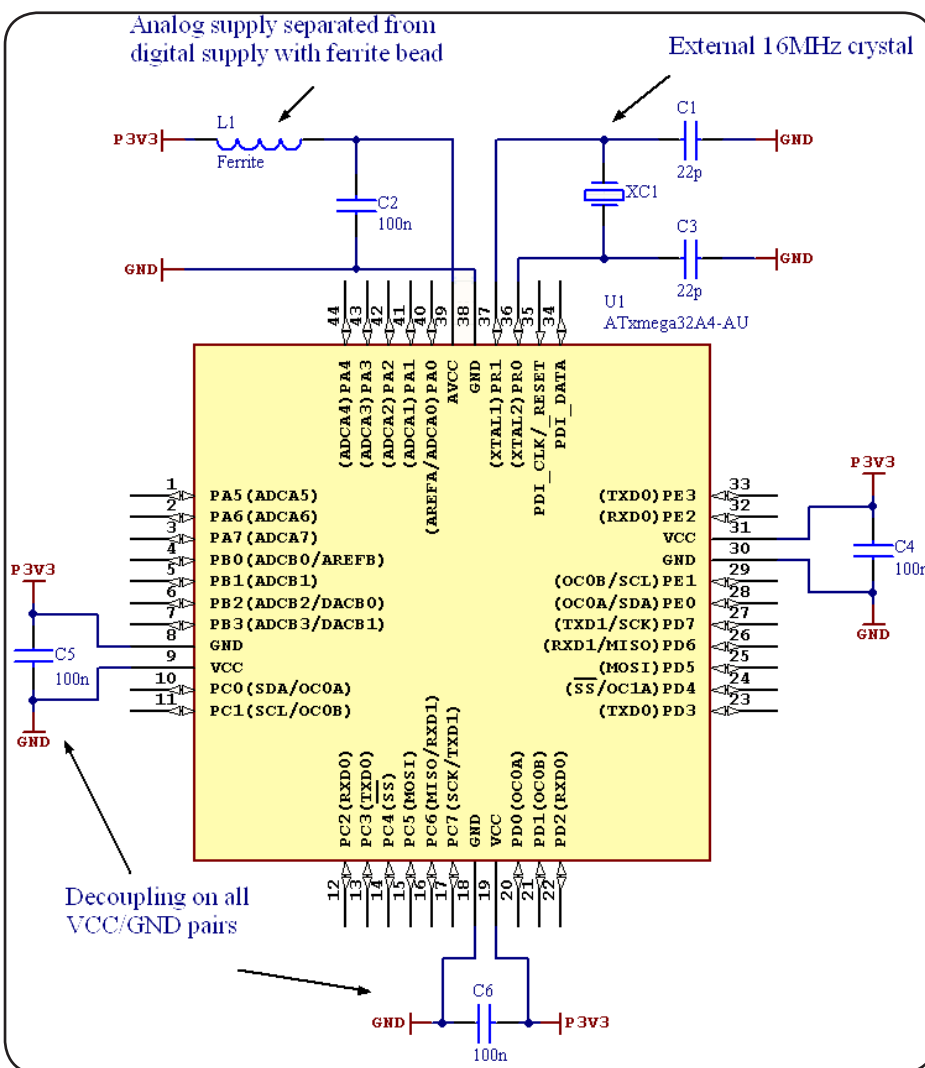 Analog supply separated from
digital supply with ferrite bead
External 16MHz crystal
P3V3
L1
Ferrite
C2
100n
GND
C1
22p
GND
XC1
C3
22p
GND
U1
ATxmega32A4-AU
44
43
42
41
40
39
38
37
36
35
34
(ADCA4)PA4
(ADCA3)PA3
(ADCA2)PA2
(ADCA1)PA1
(AREFA/ADCA0)PA0
AVCC
GND
(XTAL1)PR1
(XTAL2)PR0
PDI_CLK/_RESET
PDI_DATA
1 PA5(ADCA5)
2 PA6(ADCA6)
3 PA7(ADCA7)
4 PB0(ADCB0/AREFB)
5 PB1(ADCB1)
6 PB2(ADCB2/DACB0)
7 PB3(ADCB3/DACB1)
8 GND
9 VCC
10 PC0(SDA/OC0A)
11 PC1(SCL/OC0B)
P3V3
C5
100n
GND
(TXD0)PE3 33
(RXD0)PE2 32
VCC 31
GND 30
(OC0B/SCL)PE1 29
(OC0A/SDA)PE0 28
(TXD1/SCK)PD7 27
(RXD1/MISO)PD6 26
(MOSI)PD5 25
(SS/OC1A)PD4 24
(TXD0)PD3 23
P3V3
C4
100n
GND
PC2(RXD0)
PC3(TXD0)
PC4(SS)
PC5(MOSI)
PC6(MISO/RXD1)
PC7(SCK/TXD1)
GND
VCC
PD0(OC0A)
PD1(OC0B)
PD2(RXD0)
12
13
14
15
16
17
18
19
20
21
22
Decoupling on all
VCC/GND pairs
GND
C6
100n
P3V3